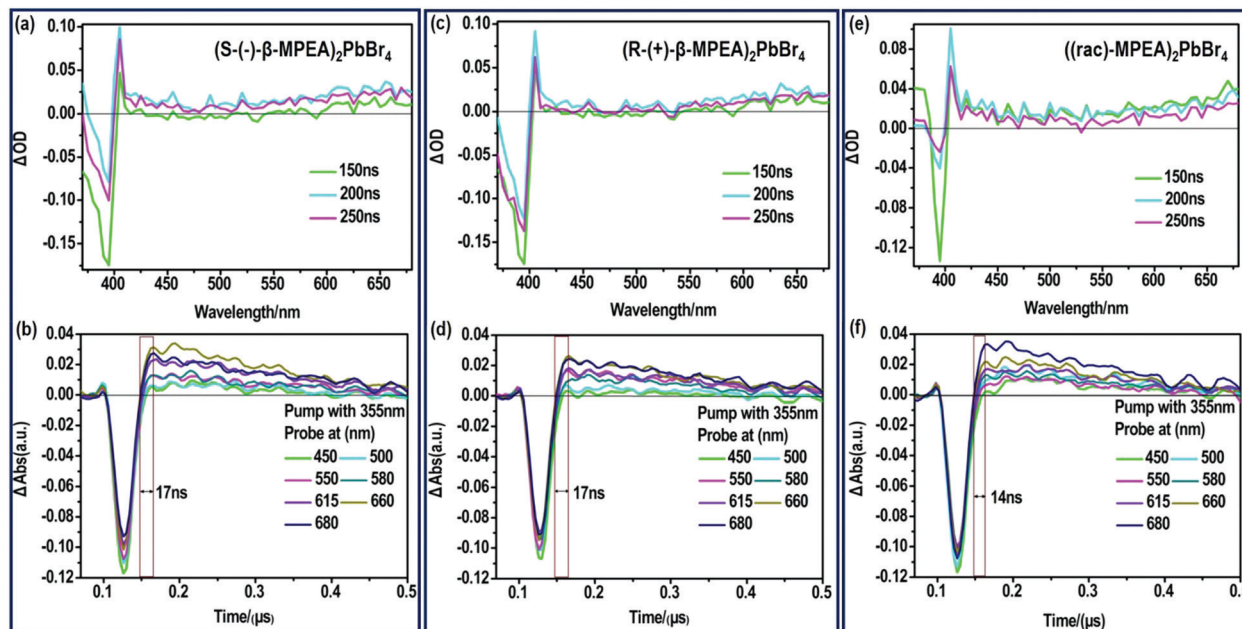 (a)
(S-(-)-β-MPEA)₂PbBr₄
0.10
0.05
0.00
-0.05
-0.10
-0.15
Δ OD
150ns
200ns
250ns
400 450 500 550 600 650
Wavelength/nm
(c)
(R-(+)-β-MPEA)₂PbBr₄
0.10
0.05
0.00
-0.05
-0.10
-0.15
Δ OD
150ns
200ns
250ns
400 450 500 550 600 650
Wavelength/nm
(e)
((rac)-MPEA)₂PbBr₄
0.08
0.04
0.00
0.04
0.08
-0.12
Δ OD
150ns
200ns
250ns
400 450 500 550 600 650
Wavelength/nm
(b)
0.04
0.02
0.00
-0.02
-0.04
-0.06
-0.08
-0.10
-0.12
Δ Abs(a.u.)
Pump with 355nm
Probe at (nm)
450 500
550 580
615 660
680
17ns
0.1 0.2 0.3 0.4 0.5
Time/(μs)
(d)
0.04
0.02
0.00
-0.02
-0.04
-0.06
-0.08
-0.10
-0.12
Δ Abs(a.u.)
Pump with 355nm
Probe at (nm)
450 500
550 580
615 660
680
17ns
0.1 0.2 0.3 0.4 0.5
Time/(μs)
(f)
0.04
0.02
0.00
-0.02
-0.04
-0.06
-0.08
-0.10
-0.12
Δ Abs(a.u.)
Pump with 355nm
Probe at (nm)
450 500
550 580
615 660
680
14ns
0.1 0.2 0.3 0.4 0.5
Time/(μs)